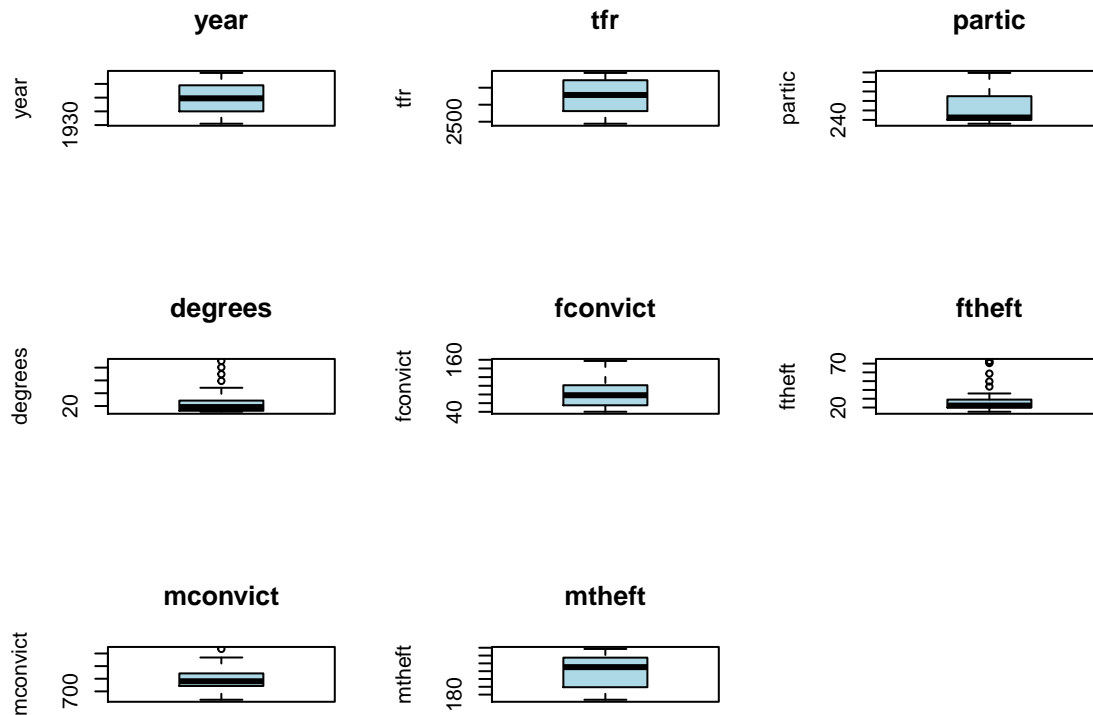 year
tfr
partic
year
1930
tfr
2500
partic
240
degrees
fconvict
ftheft
degrees
20
fconvict
40
160
ftheft
20
70
mconvict
mtheft
mconvict
700
mtheft
180